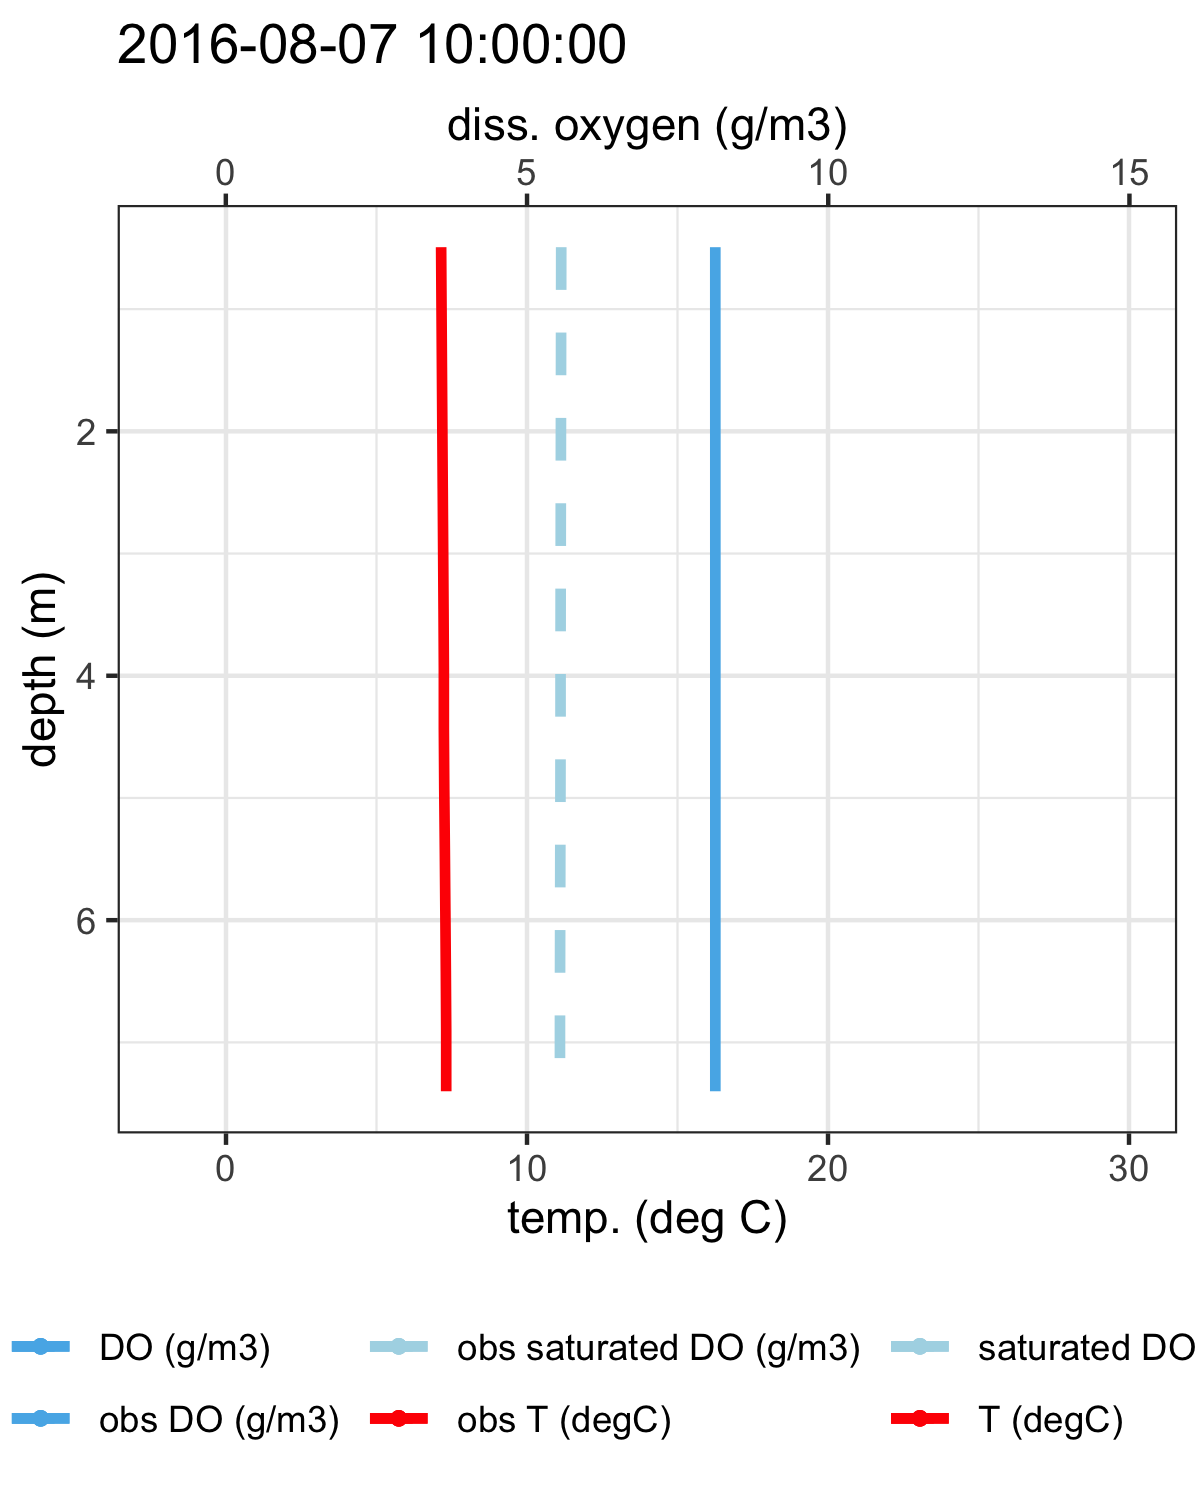 2016-08-07 10:00:00
diss. oxygen (g/m3)
0 5 10 15
depth (m)
2
4
6
0 10 20 30
temp. (deg C)
DO (g/m3) obs saturated DO (g/m3) saturated DO
obs DO (g/m3) obs T (degC) T (degC)